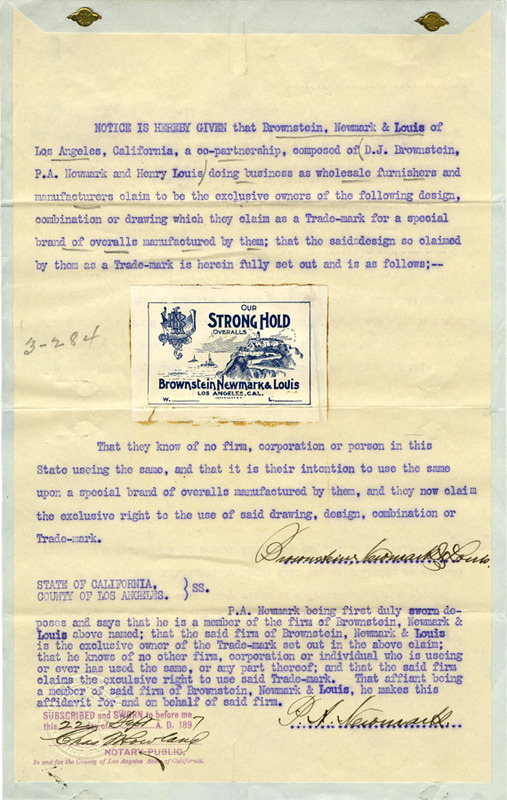 NOTICE IS HEREBY GIVEN that Brownstein, Newmark & Louis of
Los Angeles, California, a co-partnership, composed of (D.J. Brownstein,
P.A. Newmark and Henry Louis) doing business as wholesale furnishers and
manufacturers claim to be the exclusive owners of the following design,
combination or drawing which they claim as a Trade-mark for a special
brand of overalls manufactured by them; that the said design so claimed
by them as a Trade-mark is herein fully set out and is as follows;--
3-284
OUR
STRONG HOLD
OVERALLS
Brownstein, Newmark & Louis
LOS ANGELES, CAL.
W. L.
That they know of no firm, corporation or person in this
State useing the same, and that it is their intention to use the same
upon a special brand of overalls manufactured by them, and they now claim
the exclusive right to the use of said drawing, design, combination or
Trade-mark.
Brownstein, Newmark & Louis.
STATE OF CALIFORNIA, } SS.
COUNTY OF LOS ANGELES.
P.A. Newmark being first duly sworn de-
poses and says that he is a member of the firm of Brownstein, Newmark &
Louis above named; that the said firm of Brownstein, Newmark & Louis
is the exclusive owner of the Trade-mark set out in the above claim;
that he knows of no other firm, corporation or individual who is useing
or ever has used the same, or any part thereof; and that the said firm
claims the exculsive right to use said Trade-mark. That affiant being
a member of said firm of Brownstein, Newmark & Louis, he makes this
affidavit for and on behalf of said firm.
P. A. Newmark
SUBSCRIBED and SWORN to before me
this 22 day of Sept A. D. 1897
Chas
NOTARY PUBLIC,
In and for the County of Los Angeles State of California.